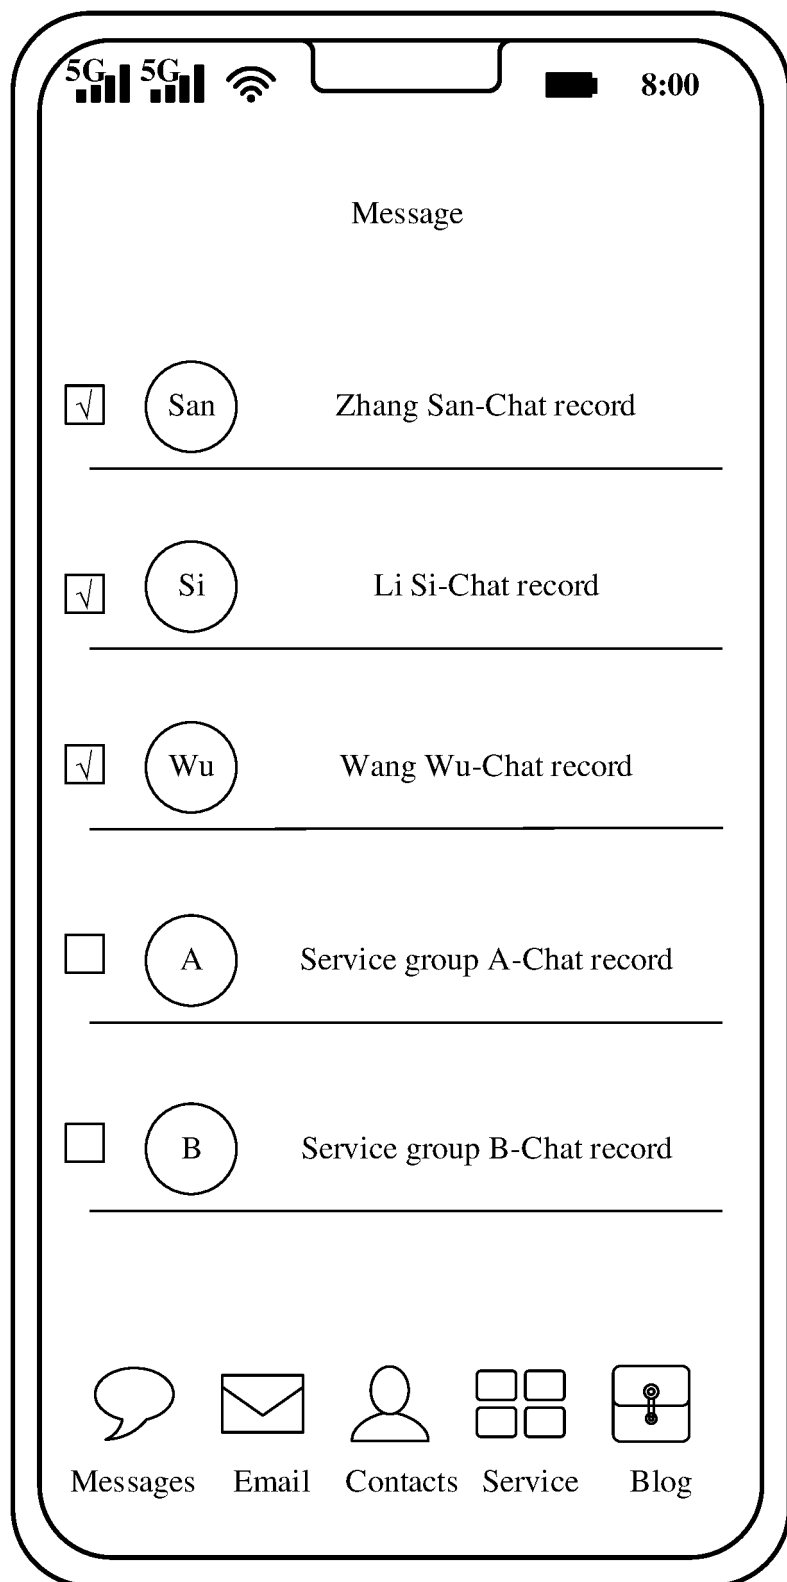 5G 5G 8:00
Message
√ San Zhang San-Chat record
√ Si Li Si-Chat record
√ Wu Wang Wu-Chat record
A Service group A-Chat record
B Service group B-Chat record
Messages Email Contacts Service Blog